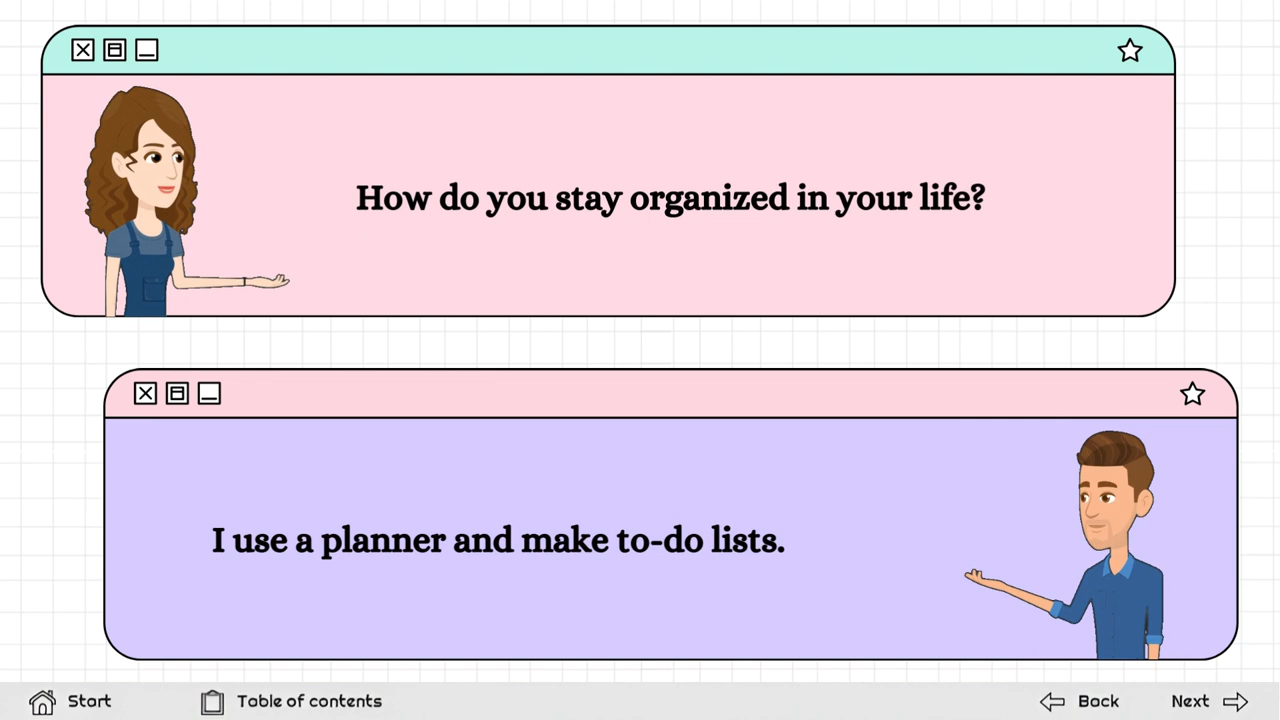 How do you stay organized in your life?
I use a planner and make to-do lists.
Start Table of contents Back Next